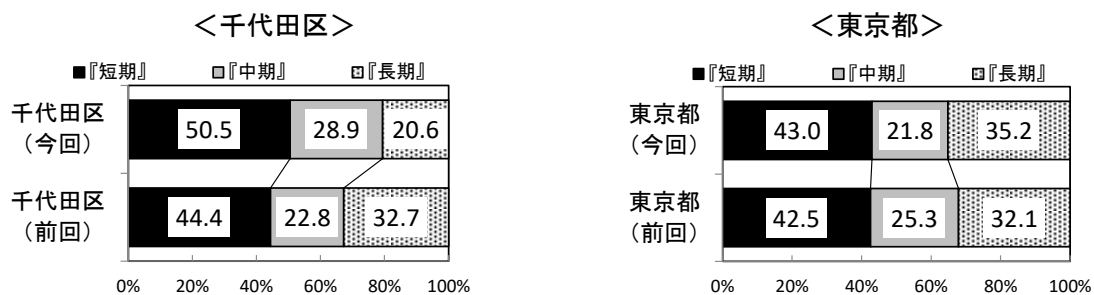 ＜千代田区＞
■『短期』 ■『中期』 ■『長期』
千代田区
（今回）
50.5 28.9 20.6
千代田区
（前回）
44.4 22.8 32.7
0% 20% 40% 60% 80% 100%
＜東京都＞
■『短期』 ■『中期』 ■『長期』
東京都
（今回）
43.0 21.8 35.2
東京都
（前回）
42.5 25.3 32.1
0% 20% 40% 60% 80% 100%